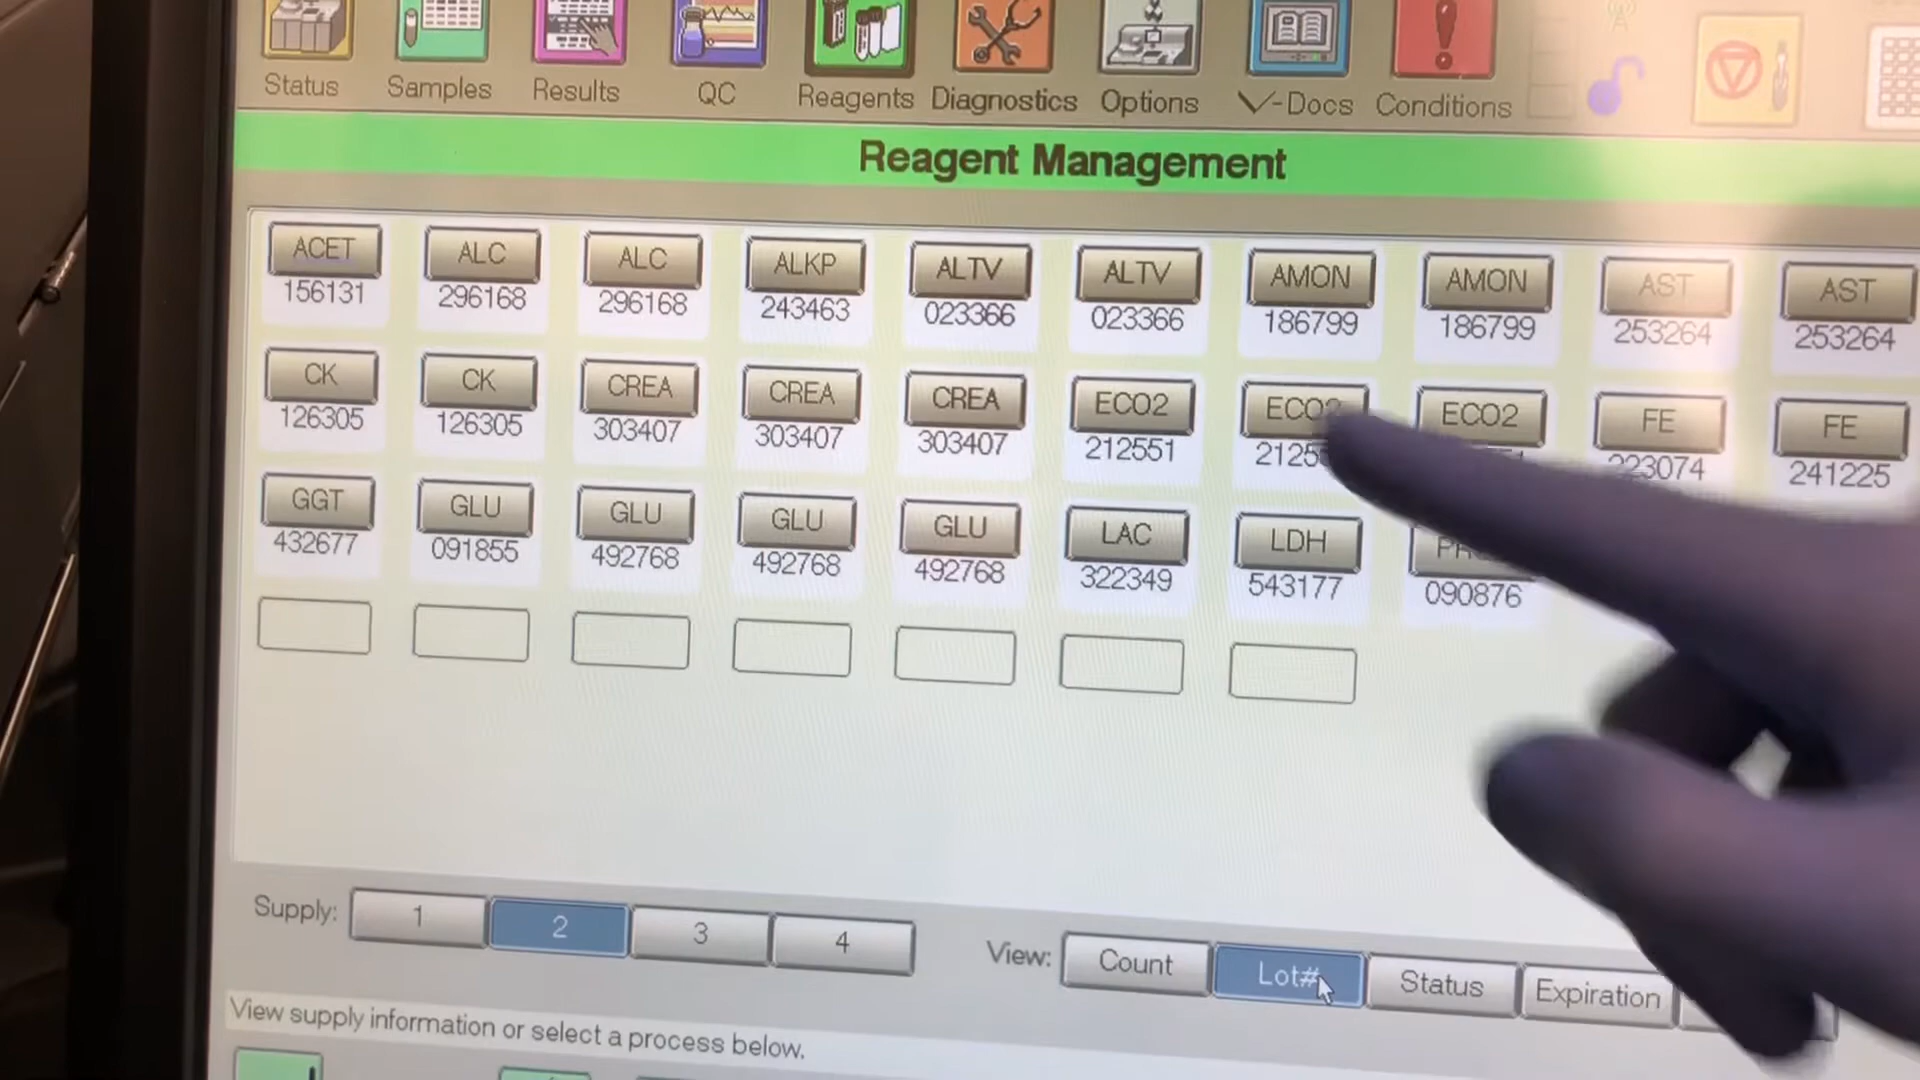 Status Samples Results QC Reagents Diagnostics Options V-Docs Conditions
Reagent Management
ACET ALC ALC ALKP ALTV ALTV AMON AMON AST AST
156131 296168 296168 243463 023366 023366 186799 186799 253264 253264
CK CK CREA CREA CREA ECO2 ECO2 ECO2 FE FE
126305 126305 303407 303407 303407 212551 223074 241225
GGT GLU GLU GLU GLU LAC LDH
432677 091855 492768 492768 492768 322349 543177 090876
Supply: 1 2 3 4 View: Count Lot# Status Expiration
View supply information or select a process below.